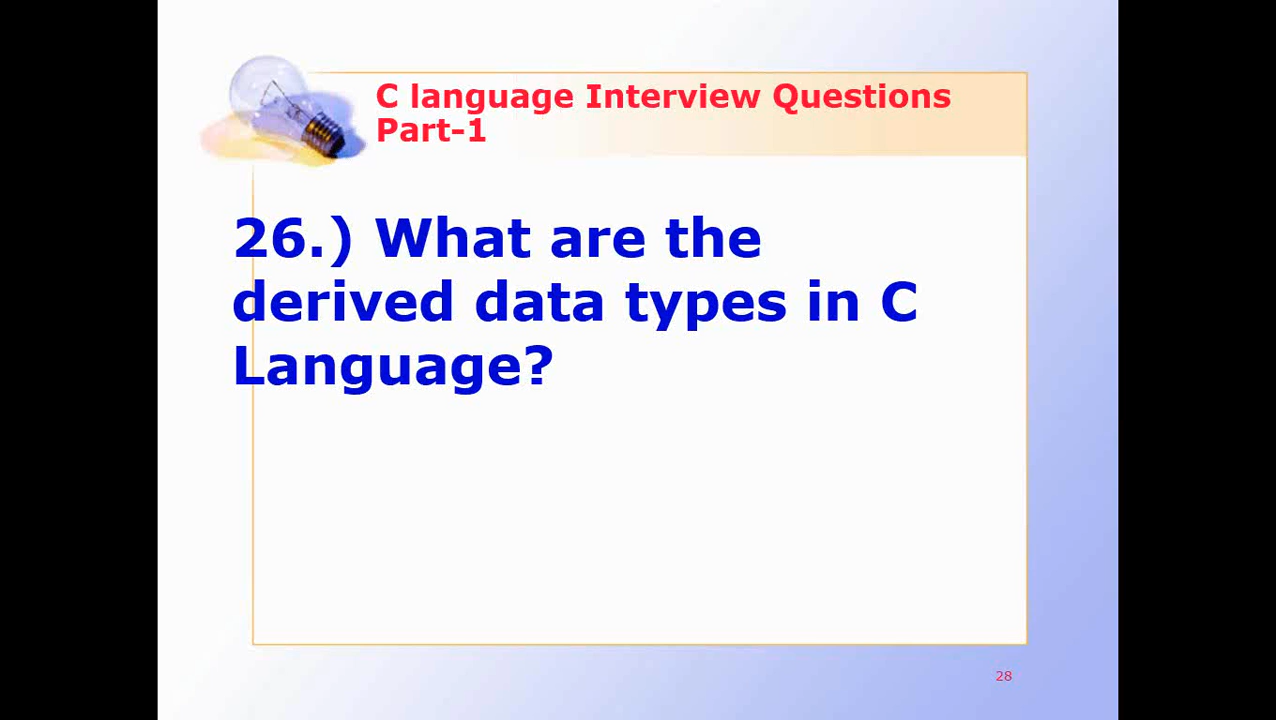 C language Interview Questions
Part-1
26.) What are the
derived data types in C
Language?
28